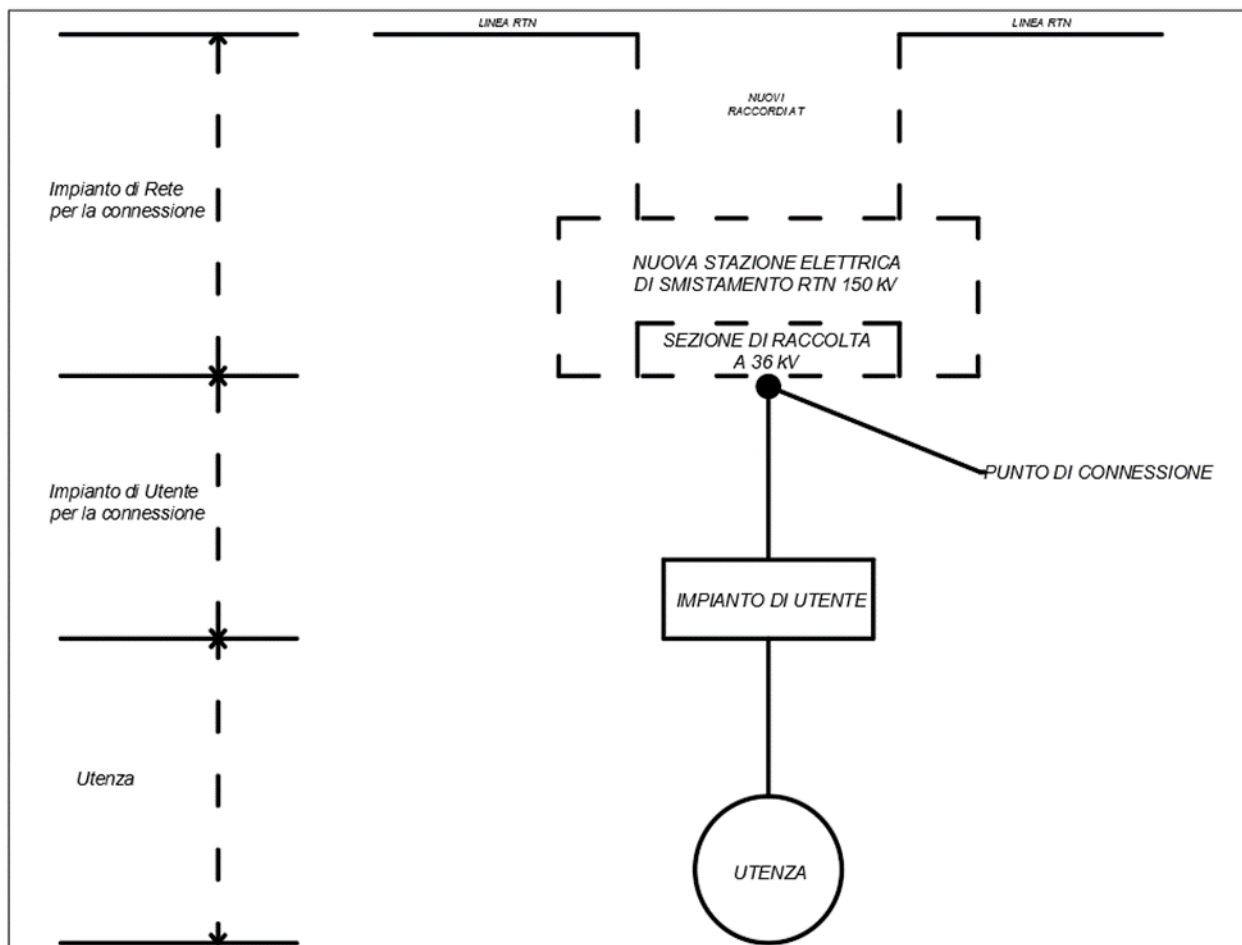 LINEA RTN
LINEA RTN
NUOVI
RACCORDI AT
Impianto di Rete
per la connessione
NUOVA STAZIONE ELETTRICA
DI SMISTAMENTO RTN 150 KV
SEZIONE DI RACCOLTA
A 36 KV
PUNTO DI CONNESSIONE
Impianto di Utente
per la connessione
IMPIANTO DI UTENTE
Utenza
UTENZA